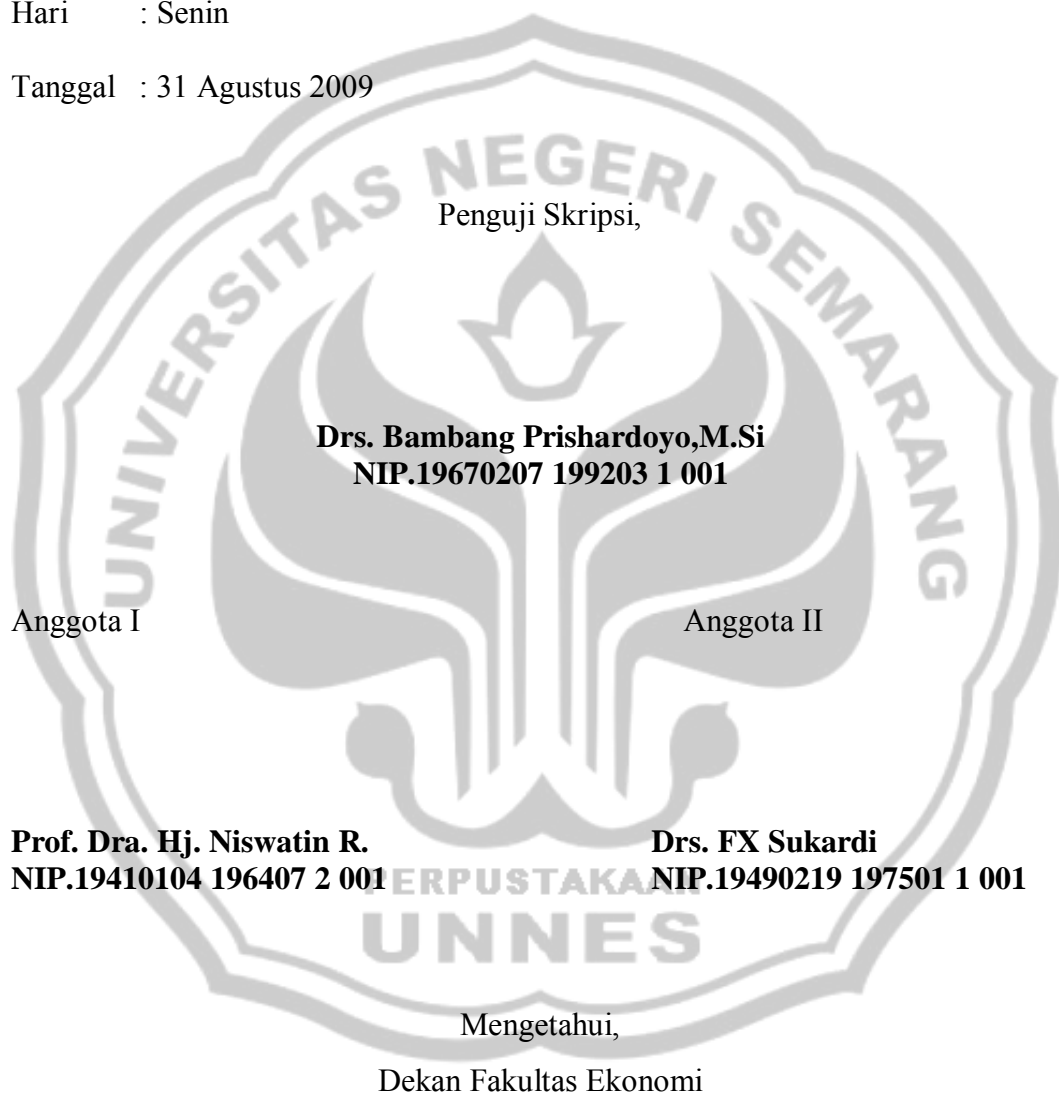 Hari : Senin
Tanggal : 31 Agustus 2009
UNIVERSITAS NEGERI SEMARANG
Penguji Skripsi,
Drs. Bambang Prishardoyo,M.Si
NIP.19670207 199203 1 001
Anggota I Anggota II
Prof. Dra. Hj. Niswatin R. Drs. FX Sukardi
NIP.19410104 196407 2 001 NIP.19490219 197501 1 001
PERPUSTAKAAN
UNNES
Mengetahui,
Dekan Fakultas Ekonomi